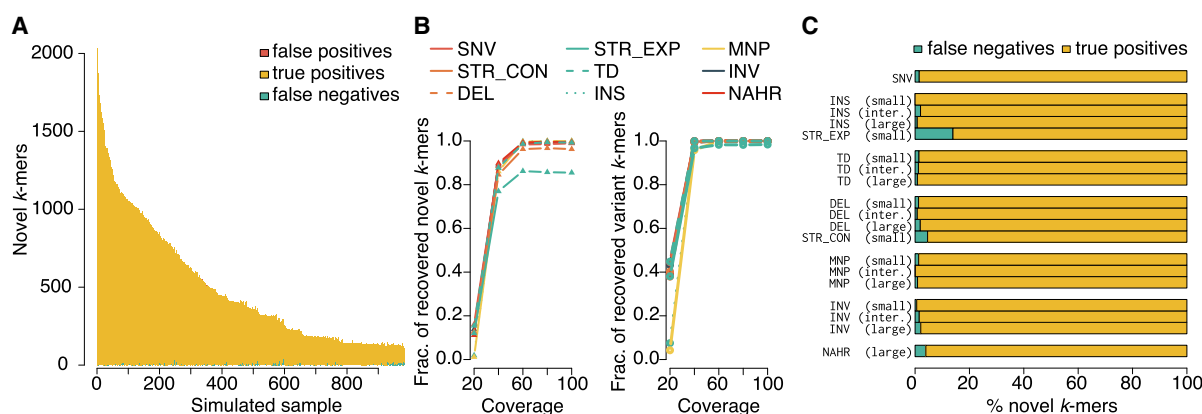 A
false positives
true positives
false negatives
2000
1500
1000
500
0
Novel k-mers
0
200
400
600
800
Simulated sample
B
SNV
STR_CON
DEL
STR_EXP
TD
INS
MNP
INV
NAHR
Frac. of recovered novel k-mers
1.0
0.8
0.6
0.4
0.2
0.0
20
60
100
Coverage
Frac. of recovered variant k-mers
1.0
0.8
0.6
0.4
0.2
0.0
20
60
100
Coverage
C
false negatives
true positives
SNV
INS (small)
INS (inter.)
INS (large)
STR_EXP (small)
TD (small)
TD (inter.)
TD (large)
DEL (small)
DEL (inter.)
DEL (large)
STR_CON (small)
MNP (small)
MNP (inter.)
MNP (large)
INV (small)
INV (inter.)
INV (large)
NAHR (large)
0
20
40
60
80
100
% novel k-mers